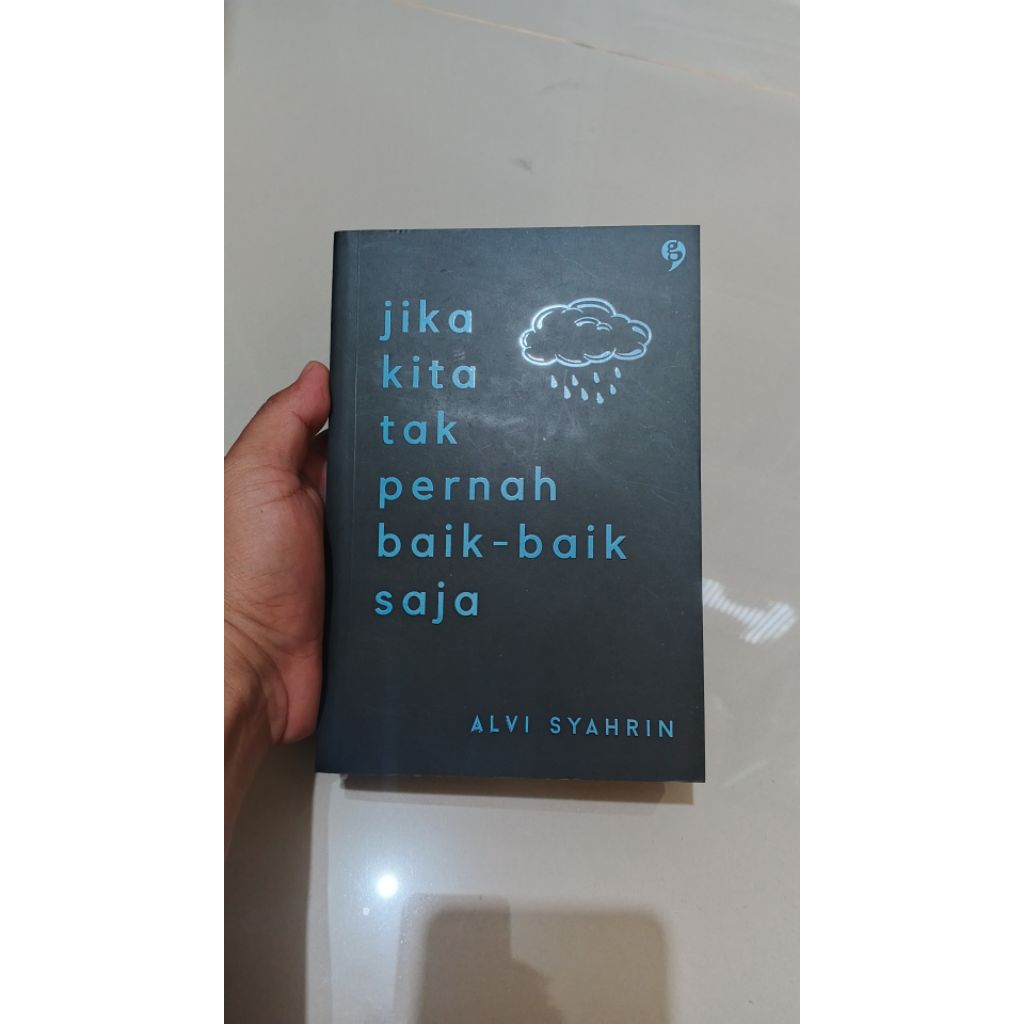 g
jika
kita
tak
pernah
baik-baik
saja
ALVI SYAHRIN